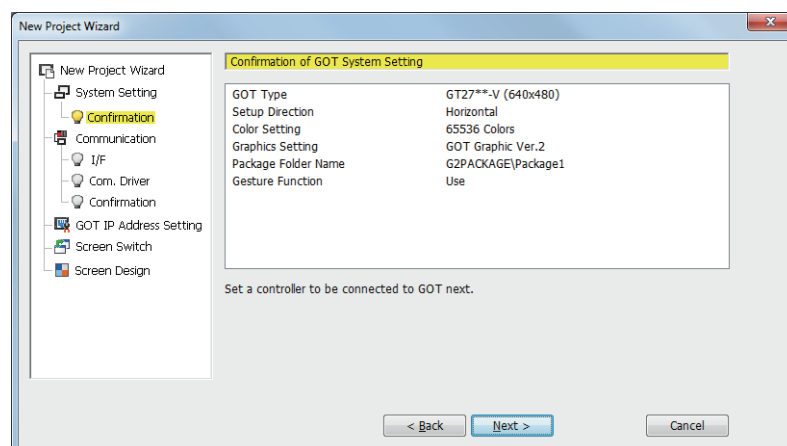 New Project Wizard
New Project Wizard
System Setting
Confirmation
Communication
I/F
Com. Driver
Confirmation
GOT IP Address Setting
Screen Switch
Screen Design
Confirmation of GOT System Setting
GOT Type GT27**-V (640x480)
Setup Direction Horizontal
Color Setting 65536 Colors
Graphics Setting GOT Graphic Ver.2
Package Folder Name G2PACKAGE\Package1
Gesture Function Use
Set a controller to be connected to GOT next.
< Back Next > Cancel